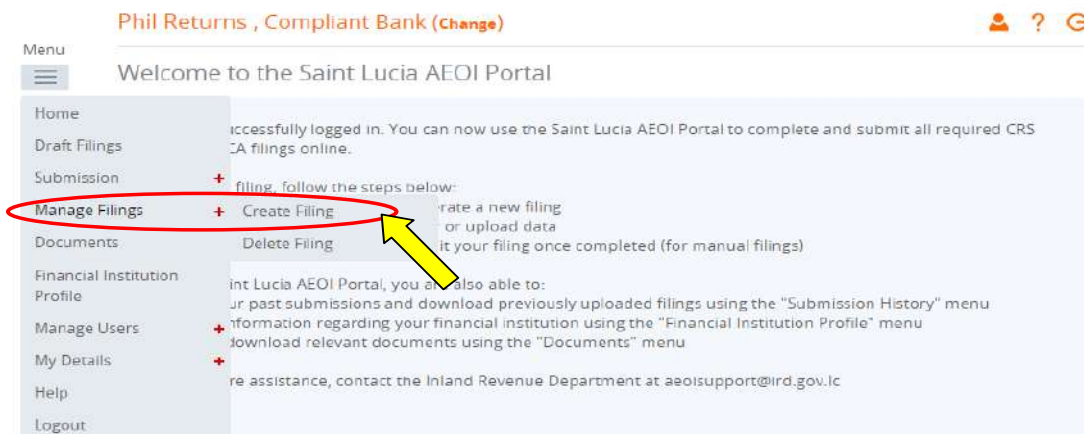 Phil Returns , Compliant Bank (Change)
?
Menu
Welcome to the Saint Lucia AEOI Portal
Home
Draft Filings
Submission +
Manage Filings +
Create Filing
Delete Filing
Documents
Financial Institution
Profile
Manage Users +
My Details +
Help
Logout
successfully logged in. You can now use the Saint Lucia AEOI Portal to complete and submit all required CRS
CA filings online.
filing, follow the steps below:
rate a new filing
or upload data
it your filing once completed (for manual filings)
int Lucia AEOI Portal, you are also able to:
ur past submissions and download previously uploaded filings using the "Submission History" menu
nformation regarding your financial institution using the "Financial Institution Profile" menu
download relevant documents using the "Documents" menu
re assistance, contact the Inland Revenue Department at aeoisupport@ird.gov.lc